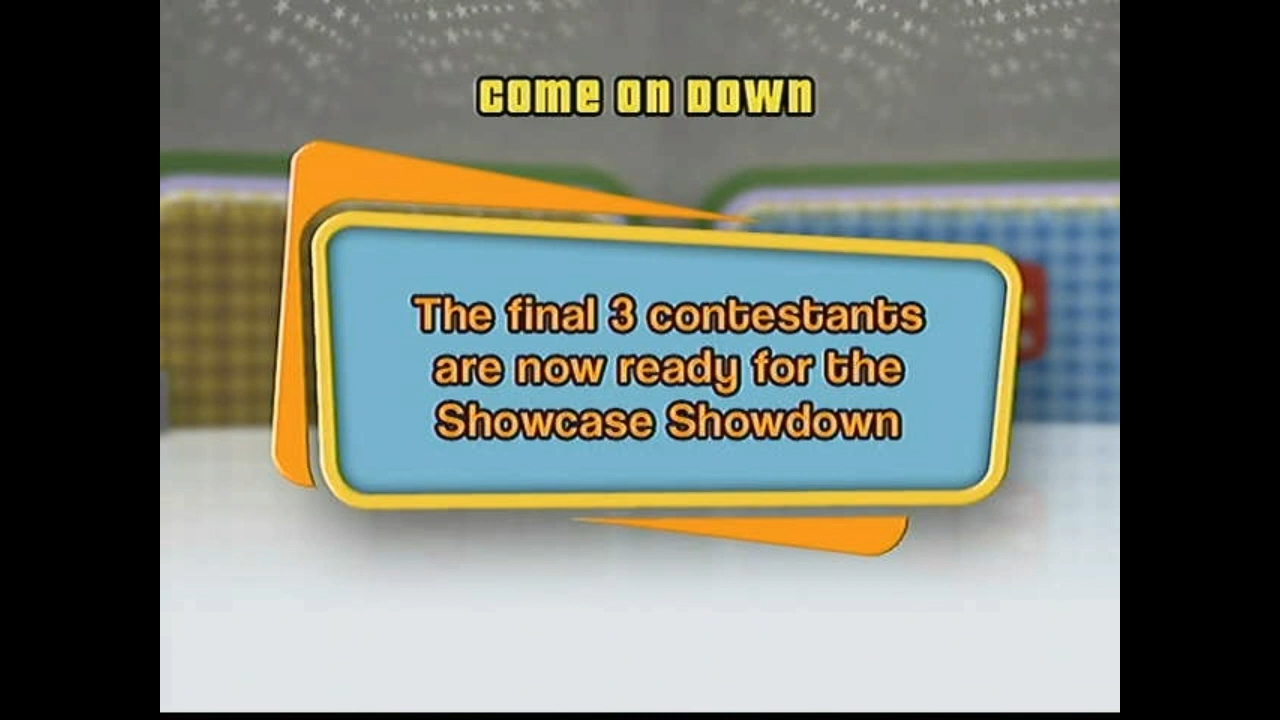 COME ON DOWN
The final 3 contestants
are now ready for the
Showcase Showdown